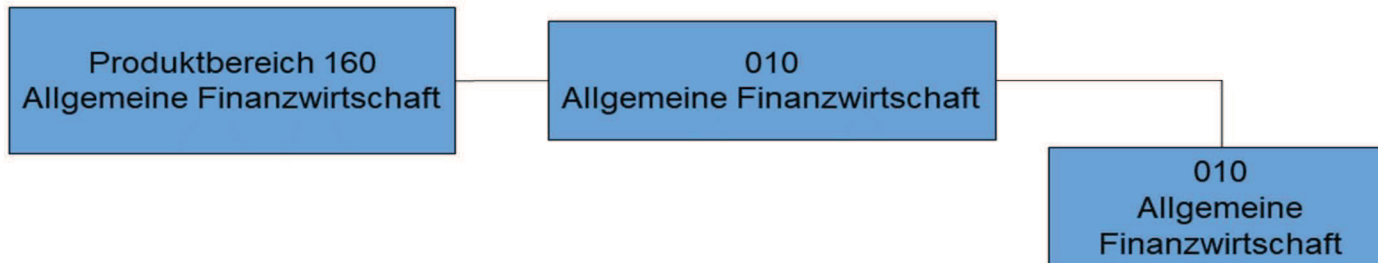 Produktbereich 160
Allgemeine Finanzwirtschaft
010
Allgemeine Finanzwirtschaft
010
Allgemeine
Finanzwirtschaft